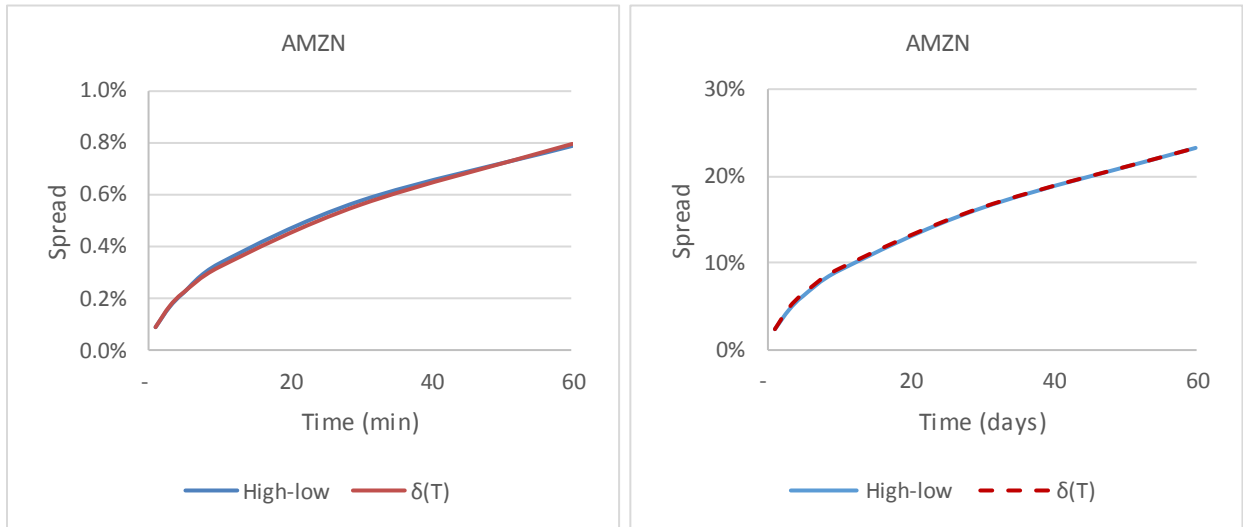 AMZN
1.0%
0.8%
0.6%
0.4%
0.2%
0.0%
Spread
- 20 40 60
Time (min)
High-low δ(T)
AMZN
30%
20%
10%
0%
Spread
- 20 40 60
Time (days)
High-low δ(T)